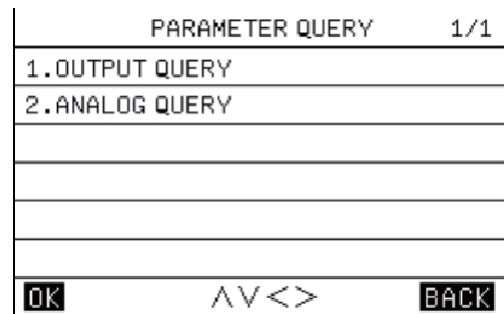 PARAMETER QUERY 1/1
1.OUTPUT QUERY
2.ANALOG QUERY
OK ∧∨<> BACK